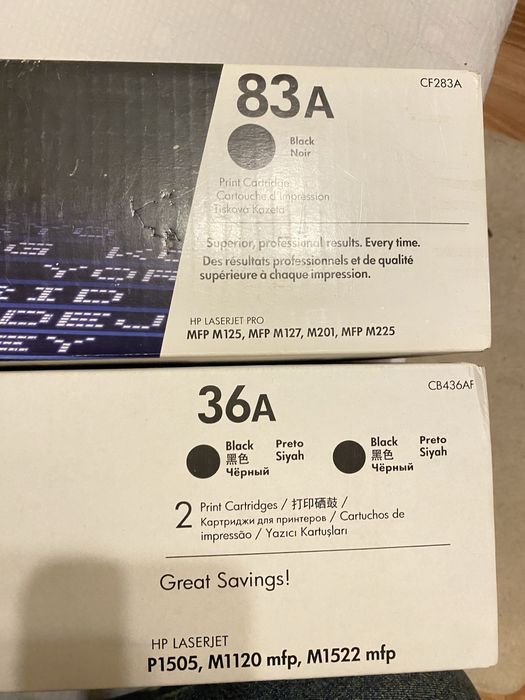 83A
CF283A
Black
Noir
Print Cartridge
Cartouche d'impression
Tisková Kazeta
Superior, professional results. Every time.
Des résultats professionnels et de qualité
supérieure à chaque impression.
HP LASERJET PRO
MFP M125, MFP M127, M201, MFP M225
36A
CB436AF
Black Preto
黑色 Siyah
Чёрный
Black Preto
黑色 Siyah
Чёрный
2 Print Cartridges / 打印硒鼓 /
Картриджи для принтеров / Cartuchos de
impressão / Yazıcı Kartuşları
Great Savings!
HP LASERJET
P1505, M1120 mfp, M1522 mfp